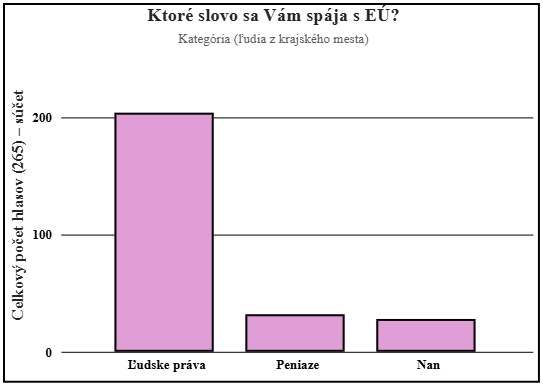 Ktoré slovo sa Vám spája s EÚ?
Kategória (ľudia z krajského mesta)
Celkový počet hlasov (265) – súčet
200
100
0
Ľudske práva
Peniaze
Nan